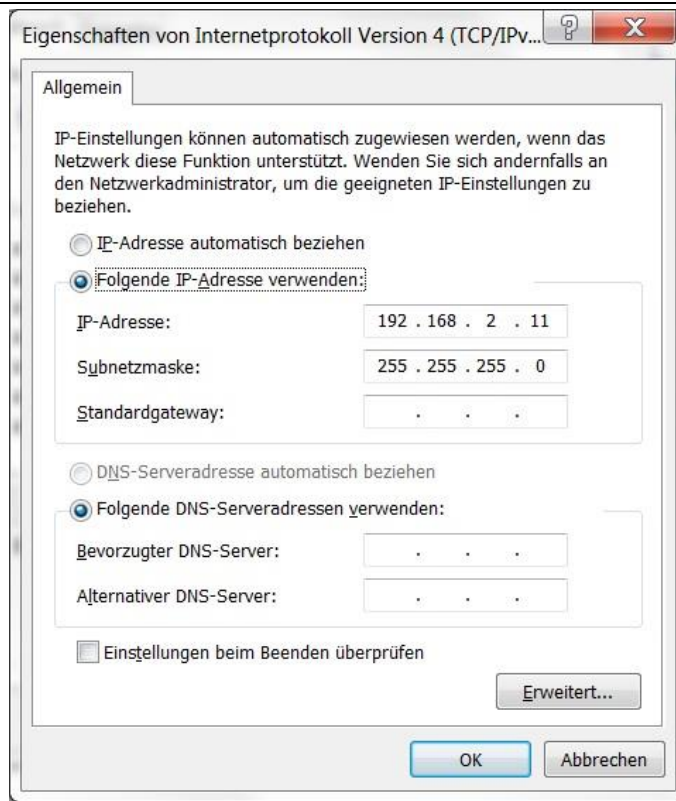 Eigenschaften von Internetprotokoll Version 4 (TCP/IPv...
Allgemein
IP-Einstellungen können automatisch zugewiesen werden, wenn das
Netzwerk diese Funktion unterstützt. Wenden Sie sich andernfalls an
den Netzwerkadministrator, um die geeigneten IP-Einstellungen zu
beziehen.
IP-Adresse automatisch beziehen
Folgende IP-Adresse verwenden:
IP-Adresse: 192 . 168 . 2 . 11
Subnetzmaske: 255 . 255 . 255 . 0
Standardgateway: . . .
DNS-Serveradresse automatisch beziehen
Folgende DNS-Serveradressen verwenden:
Bevorzugter DNS-Server: . . .
Alternativer DNS-Server: . . .
Einstellungen beim Beenden überprüfen
Erweitert...
OK Abbrechen